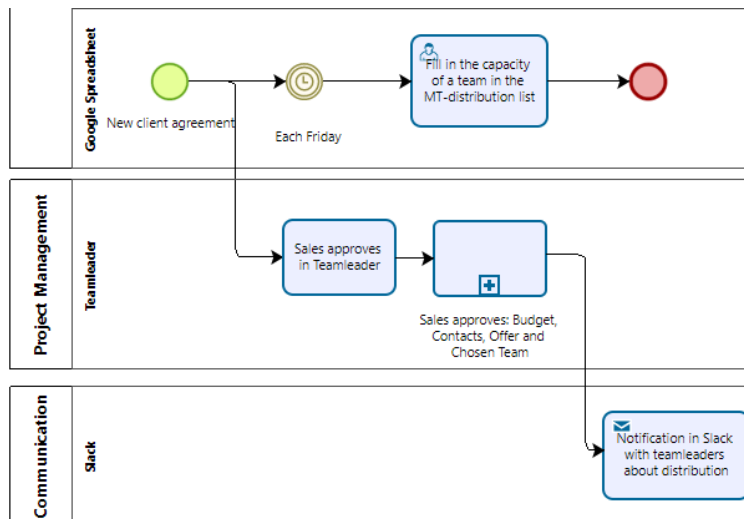 Google Spreadsheet
New client agreement
Each Friday
Fill in the capacity
of a team in the
MT-distribution list
Project Management
Teamleader
Sales approves
in Teamleader
Sales approves: Budget,
Contacts, Offer and
Chosen Team
Communication
Slack
Notification in Slack
with teamleaders
about distribution